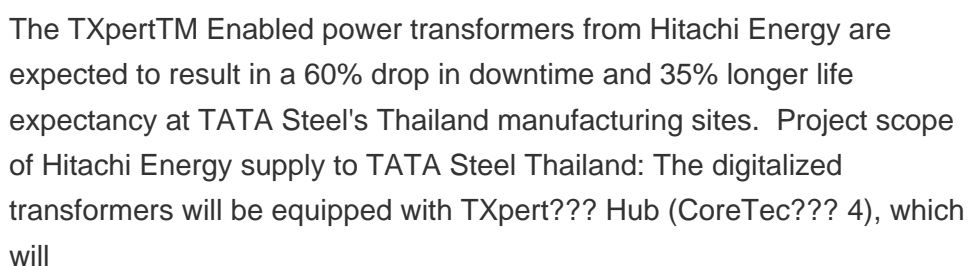 The TXpertTM Enabled power transformers from Hitachi Energy are
expected to result in a 60% drop in downtime and 35% longer life
expectancy at TATA Steel's Thailand manufacturing sites.  Project scope
of Hitachi Energy supply to TATA Steel Thailand: The digitalized
transformers will be equipped with TXpert??? Hub (CoreTec??? 4), which
will